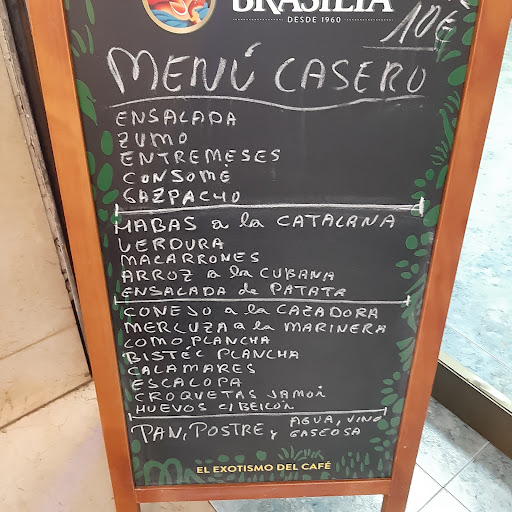 BRASILIA
DESDE 1960
10€
MENÚ CASERO
ENSALADA
ZUMO
ENTREMESES
CONSOMÉ
GAZPACHO
HABAS a la CATALANA
VERDURA
MACARRONES
ARROZ a la CUBANA
ENSALADA de PATATA
CONEJO a la CAZADORA
MERLUZA a la MARINERA
LOMO, PLANCHA
BISTEC PLANCHA
CALAMARES
ESCALOPA
CROQUETAS JAMON
HUEVOS C/BEICON
PAN, POSTRE y AGUA, VINO
GASEOSA
EL EXOTISMO DEL CAFÉ